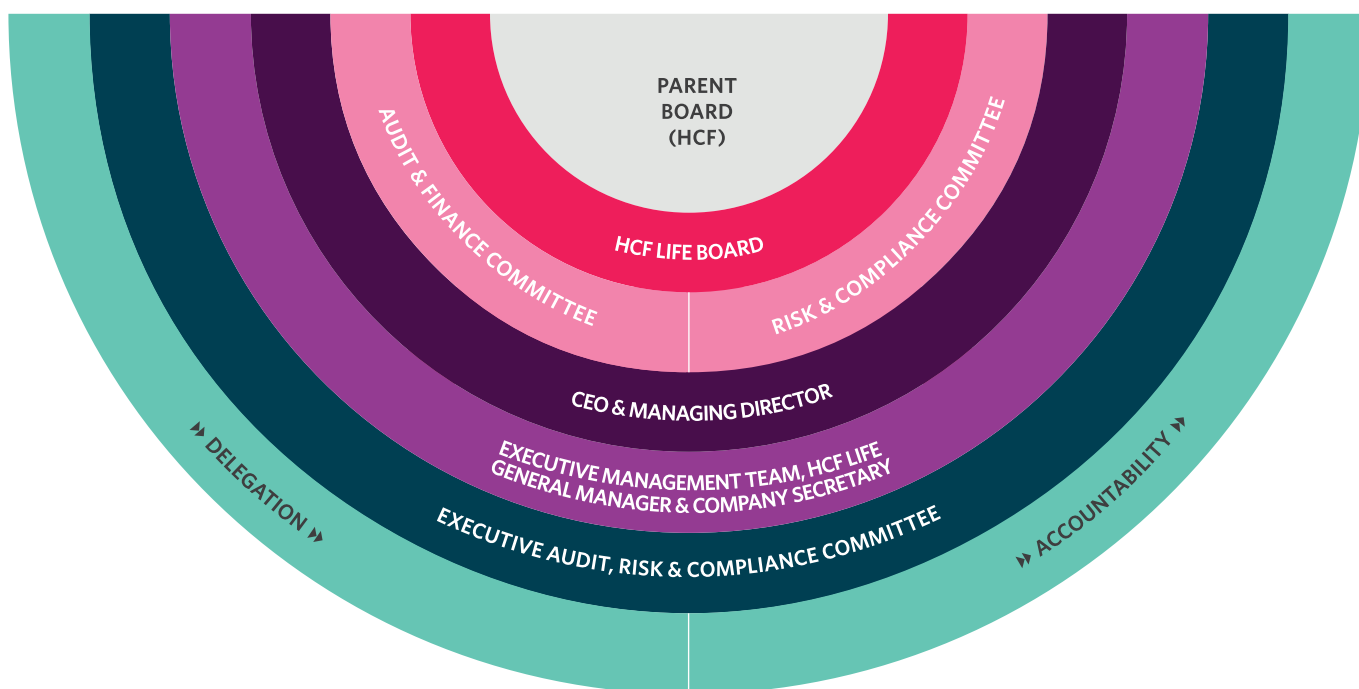 PARENT
BOARD
(HCF)
HCF LIFE BOARD
AUDIT & FINANCE COMMITTEE
RISK & COMPLIANCE COMMITTEE
CEO & MANAGING DIRECTOR
EXECUTIVE MANAGEMENT TEAM, HCF LIFE
GENERAL MANAGER & COMPANY SECRETARY
EXECUTIVE AUDIT, RISK & COMPLIANCE COMMITTEE
DELEGATION
ACCOUNTABILITY